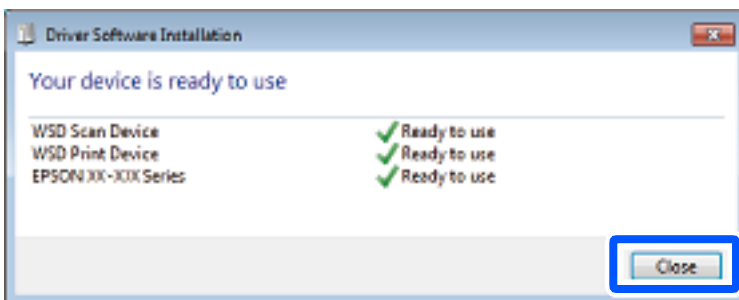 Driver Software Installation
Your device is ready to use
WSD Scan Device Ready to use
WSD Print Device Ready to use
EPSON XX-XXX Series Ready to use
Close